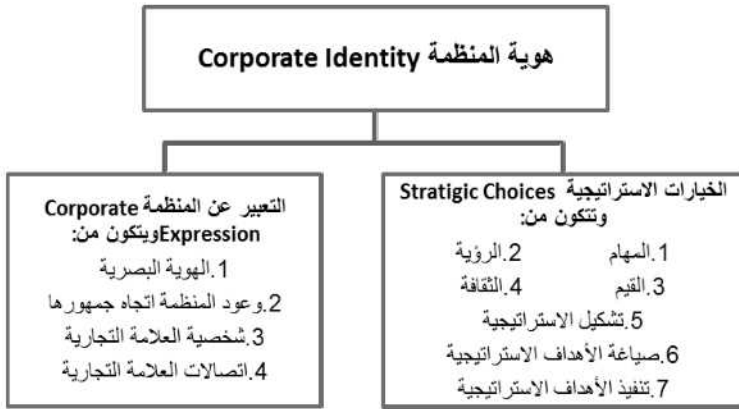 هوية المنظمة Corporate Identity
الخيارات الاستراتيجية Stratigic Choices
وتتكون من:
1.المهام 2.الرؤية
3.القيم 4.الثقافة
5.تشكيل الاستراتيجية
6.صياغة الأهداف الاستراتيجية
7.تنفيذ الأهداف الاستراتيجية
التعبير عن المنظمة Corporate
Expressionويتكون من:
1.الهوية البصرية
2.وعود المنظمة اتجاه جمهورها
3.شخصية العلامة التجارية
4.اتصالات العلامة التجارية